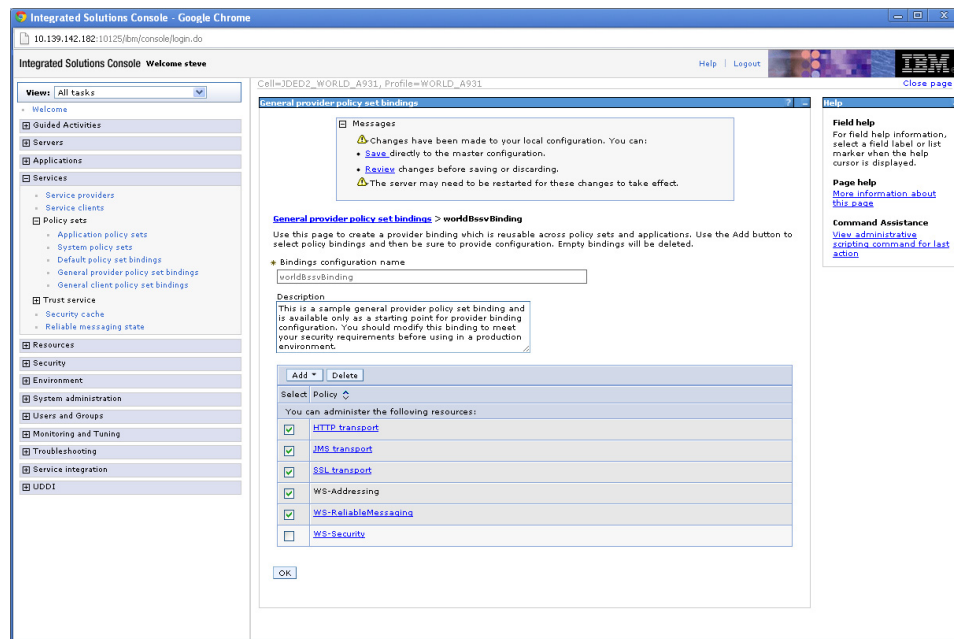 Integrated Solutions Console - Google Chrome
10.139.142.182:10125/ibm/console/login.do
Integrated Solutions Console Welcome steve
Help | Logout
IBM.
View: All tasks
Welcome
Guided Activities
Servers
Applications
Services
Service providers
Service clients
Policy sets
Application policy sets
System policy sets
Default policy set bindings
General provider policy set bindings
General client policy set bindings
Trust service
Security cache
Reliable messaging state
Resources
Security
Environment
System administration
Users and Groups
Monitoring and Tuning
Troubleshooting
Service integration
UDDI
Cell=JDED2_WORLD_A931, Profile=WORLD_A931
Close page
General provider policy set bindings ? -
Messages
Changes have been made to your local configuration. You can:
• Save directly to the master configuration.
• Review changes before saving or discarding.
The server may need to be restarted for these changes to take effect.
General provider policy set bindings > worldBssvBinding
Use this page to create a provider binding which is reusable across policy sets and applications. Use the Add button to
select policy bindings and then be sure to provide configuration. Empty bindings will be deleted.
* Bindings configuration name
worldBssvBinding
Description
This is a sample general provider policy set binding and
is available only as a starting point for provider binding
configuration. You should modify this binding to meet
your security requirements before using in a production
environment.
Add Delete
Select Policy
You can administer the following resources:
HTTP transport
JMS transport
SSL transport
WS-Addressing
WS-ReliableMessaging
WS-Security
OK
Help
Field help
For field help information,
select a field label or list
marker when the help
cursor is displayed.
Page help
More information about
this page
Command Assistance
View administrative
scripting command for last
action